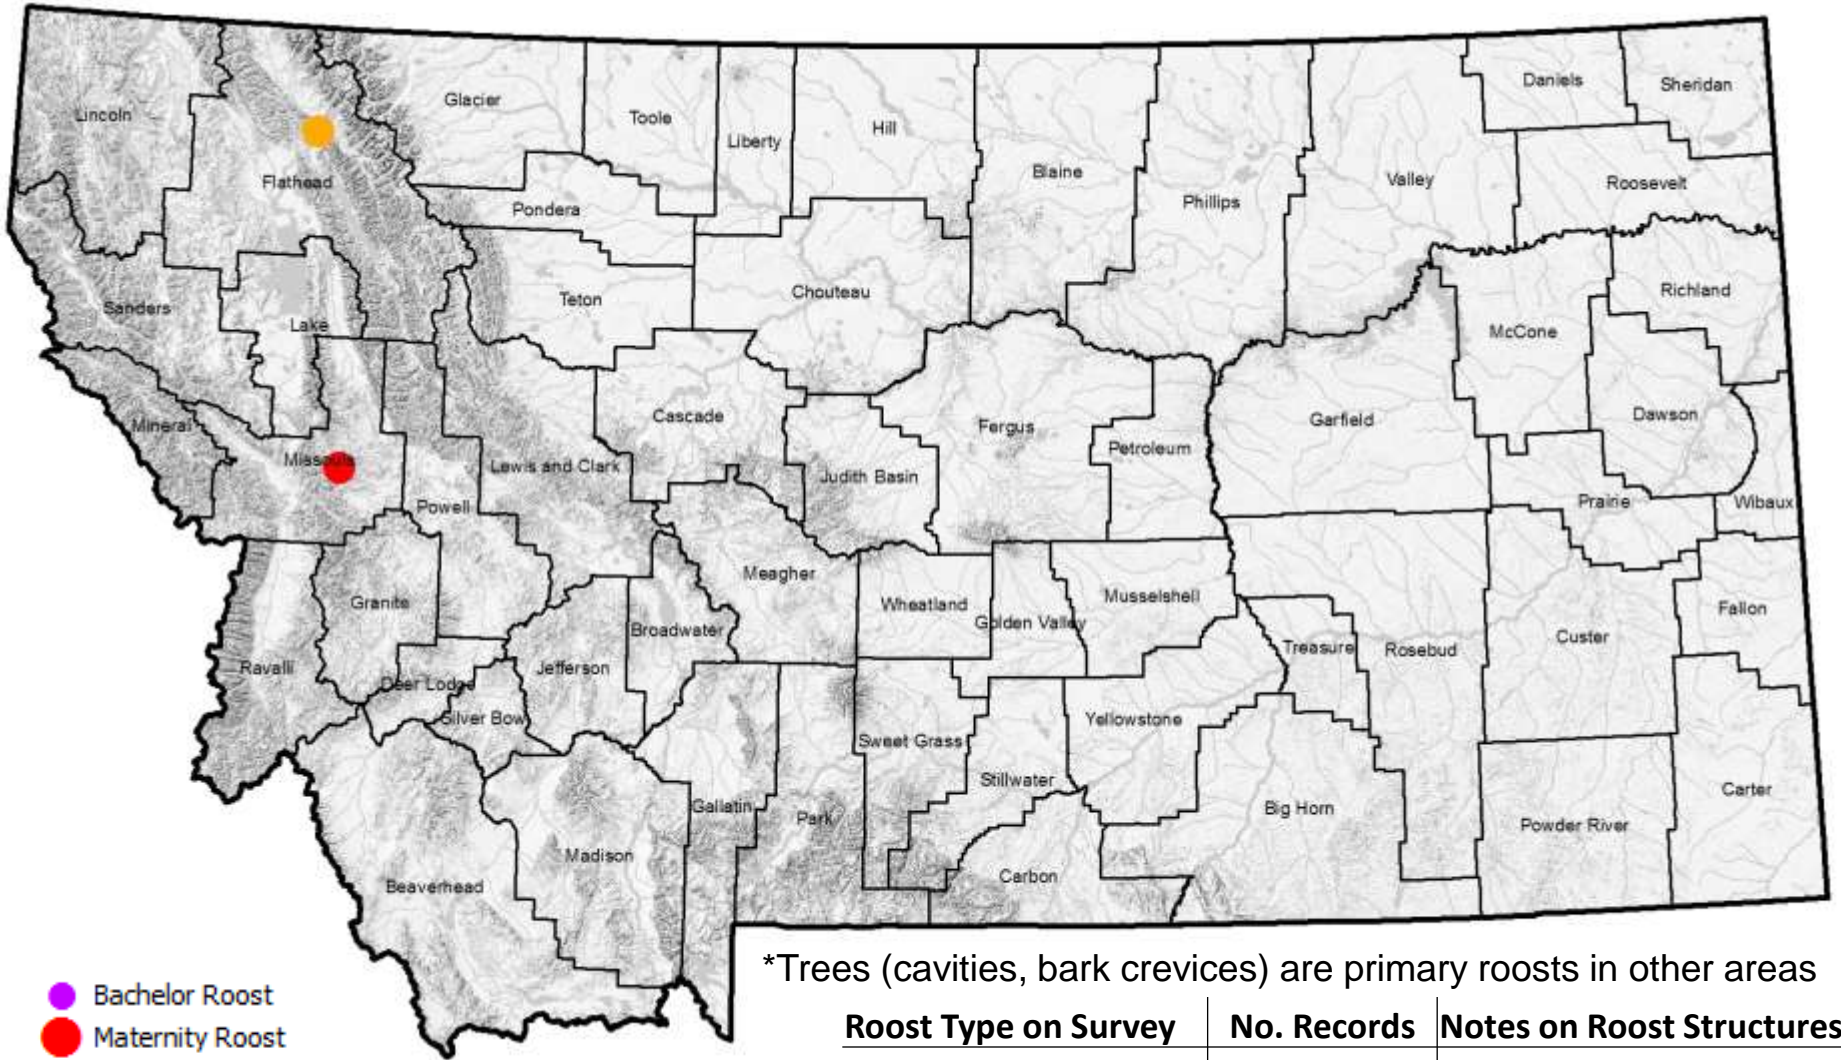 Daniels
Sheridan
Glacier
Lincoln
Toole
Hill
Liberty
Blaine
Valley
Flathead
Roosevelt
Phillips
Pondera
Chouteau
Richland
Teton
Sanders
Lake
McCone
Cascade
Dawson
Garfield
Mineral
Fergus
Petroleum
Missoula
Lewis and Clark
Judith Basin
Powell
Prairie
Wibaux
Meagher
Musselshell
Granite
Wheatland
Fallon
Golden Valley
Broadwater
Custer
Treasure
Rosebud
Ravalli
Jefferson
Deer Lodge
Silver Bow
Yellowstone
Sweet Grass
Stillwater
Carter
Gallatin
Big Horn
Park
Powder River
Madison
Carbon
Beaverhead
*Trees (cavities, bark crevices) are primary roosts in other areas
Bachelor Roost
Maternity Roost
Roost Type on Survey No. Records Notes on Roost Structures